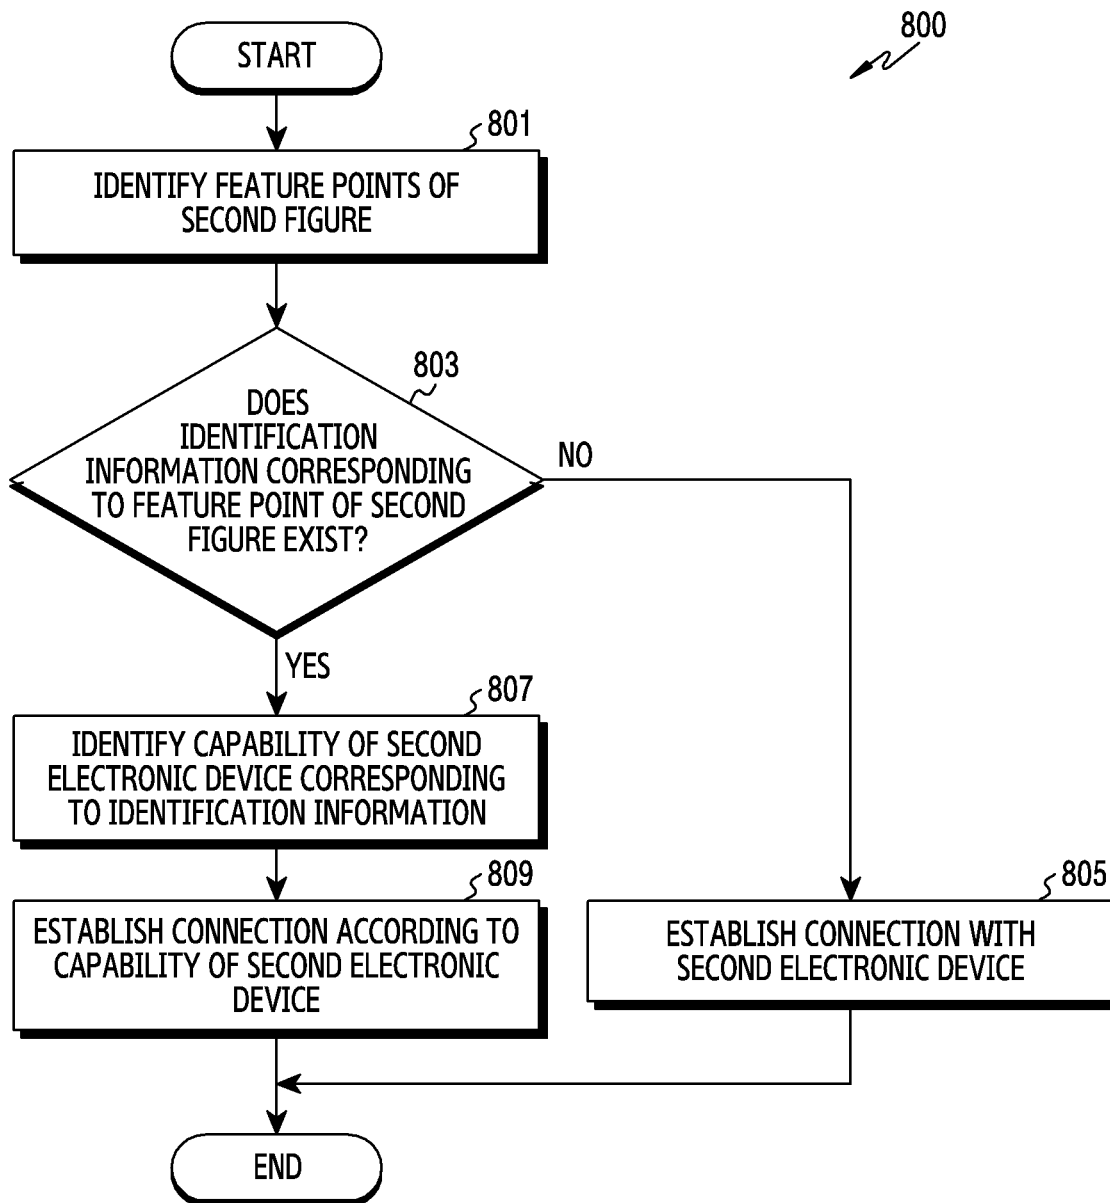 800
START
801
IDENTIFY FEATURE POINTS OF
SECOND FIGURE
803
DOES
IDENTIFICATION
INFORMATION CORRESPONDING
TO FEATURE POINT OF SECOND
FIGURE EXIST?
NO
YES
807
IDENTIFY CAPABILITY OF SECOND
ELECTRONIC DEVICE CORRESPONDING
TO IDENTIFICATION INFORMATION
809
ESTABLISH CONNECTION ACCORDING TO
CAPABILITY OF SECOND ELECTRONIC
DEVICE
805
ESTABLISH CONNECTION WITH
SECOND ELECTRONIC DEVICE
END